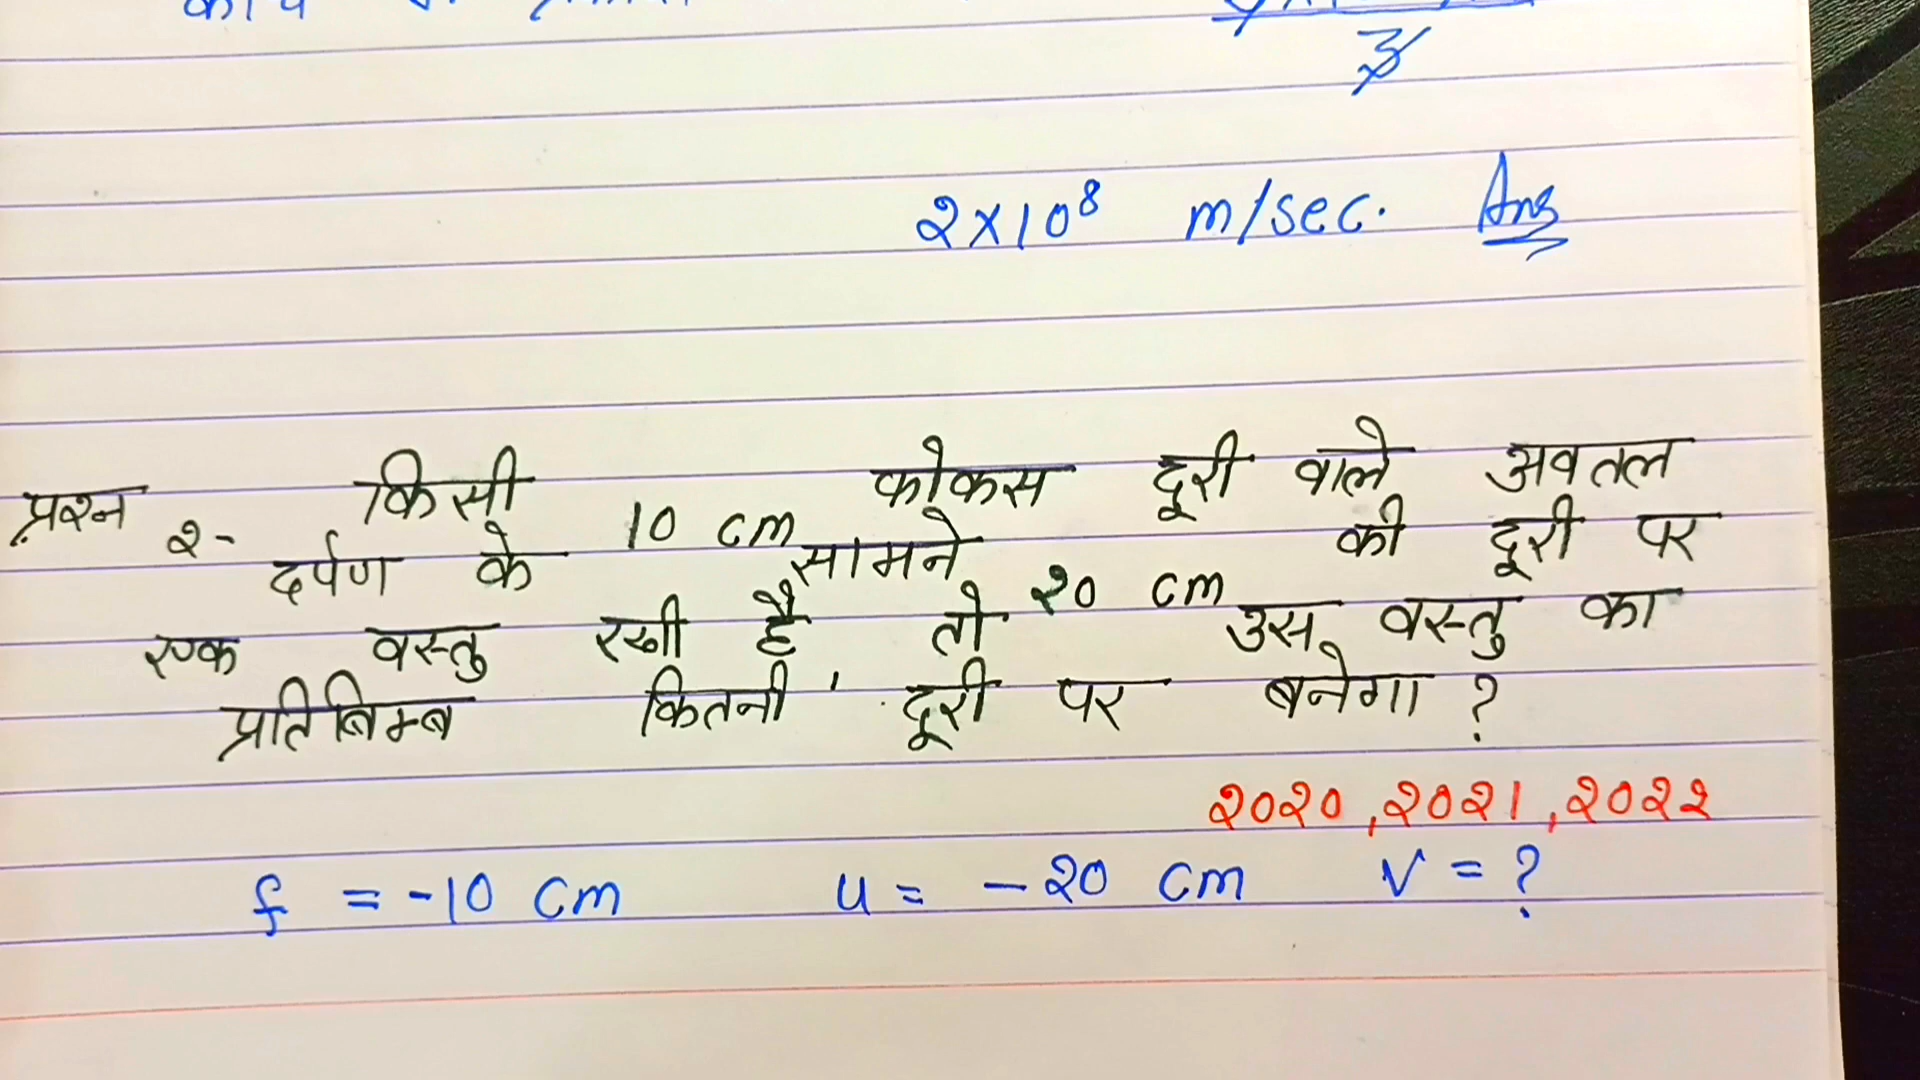 2×10⁸ m/sec. Ans
प्रश्न 2- किसी 10 cm फोकस दूरी वाले अवतल
दर्पण के सामने 20 cm की दूरी पर
एक वस्तु रखी है तो उस वस्तु का
प्रतिबिम्ब कितनी दूरी पर बनेगा ?
2020, 2021, 2022
f = -10 cm u = -20 cm v = ?